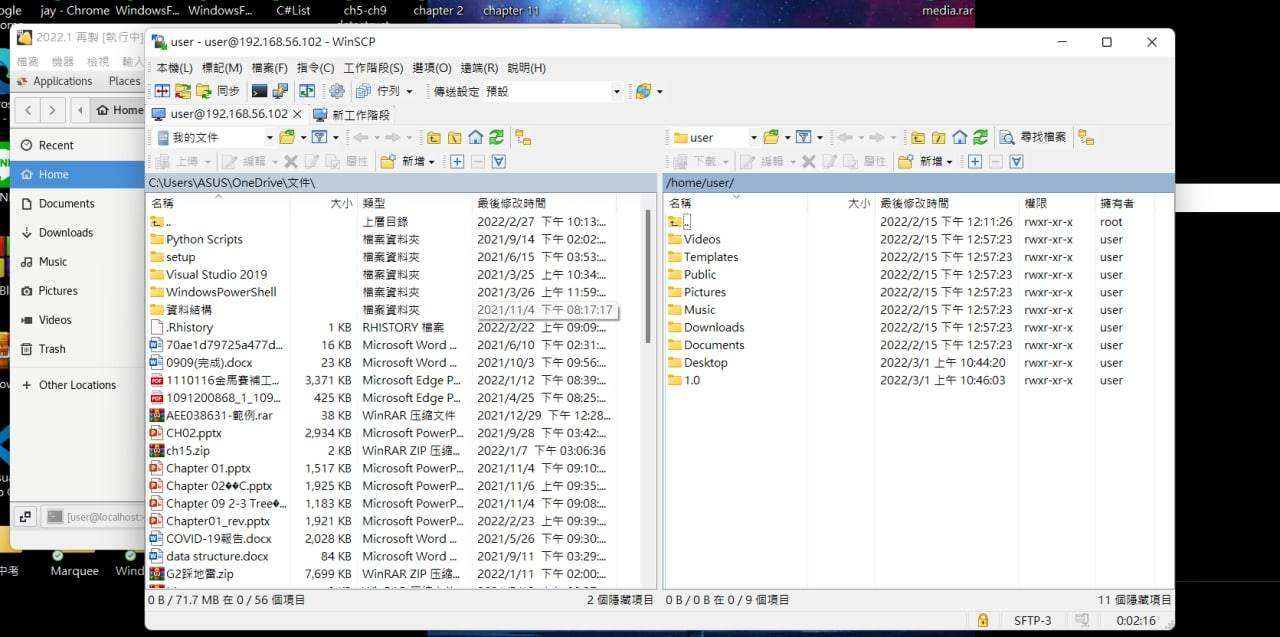 ogle
jay - Chrome
WindowsF...
WindowsF...
C#List
ch5-ch9
chapter 2
chapter 11
media.rar
2022.1 再製 [執行中]
檔案 機器 檢視
Applications Places
Home
Recent
Home
Documents
Downloads
Music
Pictures
Videos
Trash
+ Other Locations
[user@localhost:
Marquee
Wind
中考
user - user@192.168.56.102 - WinSCP
本機(L) 標記(M) 檔案(F) 指令(C) 工作階段(S) 選項(O) 遠端(R) 說明(H)
同步 佇列 傳送設定 預設
user@192.168.56.102 新工作階段
我的文件
上傳 編輯 屬性 新增
C:\Users\ASUS\OneDrive\文件\
名稱 大小 類型 最後修改時間
.. 上層目錄 2022/2/27 下午 10:13:...
Python Scripts 檔案資料夾 2021/9/14 下午 02:02:...
setup 檔案資料夾 2021/6/15 下午 03:53:...
Visual Studio 2019 檔案資料夾 2021/3/25 上午 10:34:...
WindowsPowerShell 檔案資料夾 2021/3/26 上午 11:59:...
資料結構 檔案資料夾 2021/11/4 下午 08:17:17
.Rhistory 1 KB RHISTORY 檔案 2022/2/22 上午 09:09:...
70ae1d79725a477d... 16 KB Microsoft Word ... 2021/6/10 下午 02:31:...
0909(完成).docx 23 KB Microsoft Word ... 2021/10/3 下午 09:56:...
1110116金馬賽補工... 3,371 KB Microsoft Edge P... 2022/1/12 下午 08:39:...
1091200868_1_109... 425 KB Microsoft Edge P... 2021/4/25 下午 08:25:...
AEE038631-範例.rar 38 KB WinRAR 压缩文件 2021/12/29 下午 12:28...
CH02.pptx 2,934 KB Microsoft PowerP... 2021/9/28 下午 03:42:...
ch15.zip 2 KB WinRAR ZIP 压缩... 2022/1/7 下午 03:06:36
Chapter 01.pptx 1,517 KB Microsoft PowerP... 2021/11/4 下午 09:10:...
Chapter 02��C.pptx 1,925 KB Microsoft PowerP... 2021/11/6 上午 09:35:...
Chapter 09 2-3 Tree�... 1,183 KB Microsoft PowerP... 2021/11/4 下午 09:08:...
Chapter01_rev.pptx 1,921 KB Microsoft PowerP... 2022/2/23 上午 09:39:...
COVID-19報告.docx 2,028 KB Microsoft Word ... 2021/5/26 下午 09:30:...
data structure.docx 84 KB Microsoft Word ... 2021/9/11 下午 03:29:...
G2踩地雷.zip 7,699 KB WinRAR ZIP 压缩... 2022/1/11 下午 02:00:...
0 B / 71.7 MB 在 0 / 56 個項目 2 個隱藏項目
user 尋找檔案
下載 編輯 屬性 新增
/home/user/
名稱 大小 最後修改時間 權限 擁有者
.. 2022/2/15 下午 12:11:26 rwxr-xr-x root
Videos 2022/2/15 下午 12:57:23 rwxr-xr-x user
Templates 2022/2/15 下午 12:57:23 rwxr-xr-x user
Public 2022/2/15 下午 12:57:23 rwxr-xr-x user
Pictures 2022/2/15 下午 12:57:23 rwxr-xr-x user
Music 2022/2/15 下午 12:57:23 rwxr-xr-x user
Downloads 2022/2/15 下午 12:57:23 rwxr-xr-x user
Documents 2022/2/15 下午 12:57:23 rwxr-xr-x user
Desktop 2022/3/1 上午 10:44:20 rwxr-xr-x user
1.0 2022/3/1 上午 10:46:03 rwxr-xr-x user
0 B / 0 B 在 0 / 9 個項目 11 個隱藏項目
SFTP-3 0:02:16